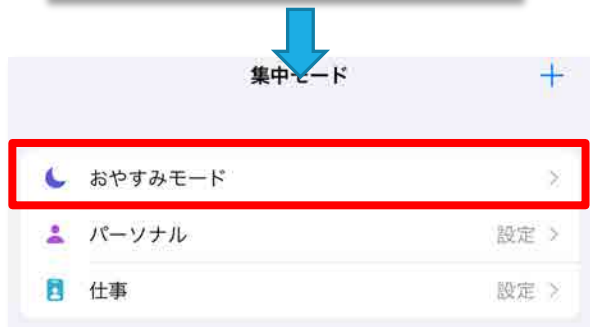 集中モード
おやすみモード
パーソナル 設定
仕事 設定